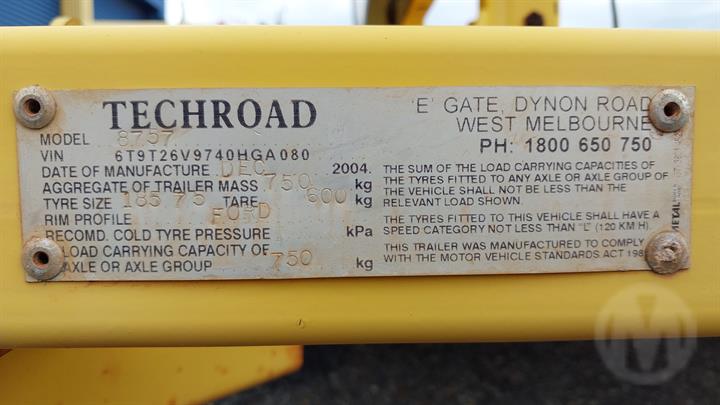 TECHROAD
'E' GATE, DYNON ROAD
WEST MELBOURNE
PH: 1800 650 750
MODEL 8757
VIN 6T9T26V9740HGA080
DATE OF MANUFACTURE DEC 2004.
AGGREGATE OF TRAILER MASS 750 kg
TYRE SIZE 185 75 TARE 600 kg
RIM PROFILE FORD
RECOMD. COLD TYRE PRESSURE kPa
LOAD CARRYING CAPACITY OF
AXLE OR AXLE GROUP 750 kg
THE SUM OF THE LOAD CARRYING CAPACITIES OF
THE TYRES FITTED TO ANY AXLE OR AXLE GROUP OF
THE VEHICLE SHALL NOT BE LESS THAN THE
RELEVANT LOAD SHOWN.
THE TYRES FITTED TO THIS VEHICLE SHALL HAVE A
SPEED CATEGORY NOT LESS THAN "L" (120 KM/H).
THIS TRAILER WAS MANUFACTURED TO COMPLY
WITH THE MOTOR VEHICLE STANDARDS ACT 198
METAL
M